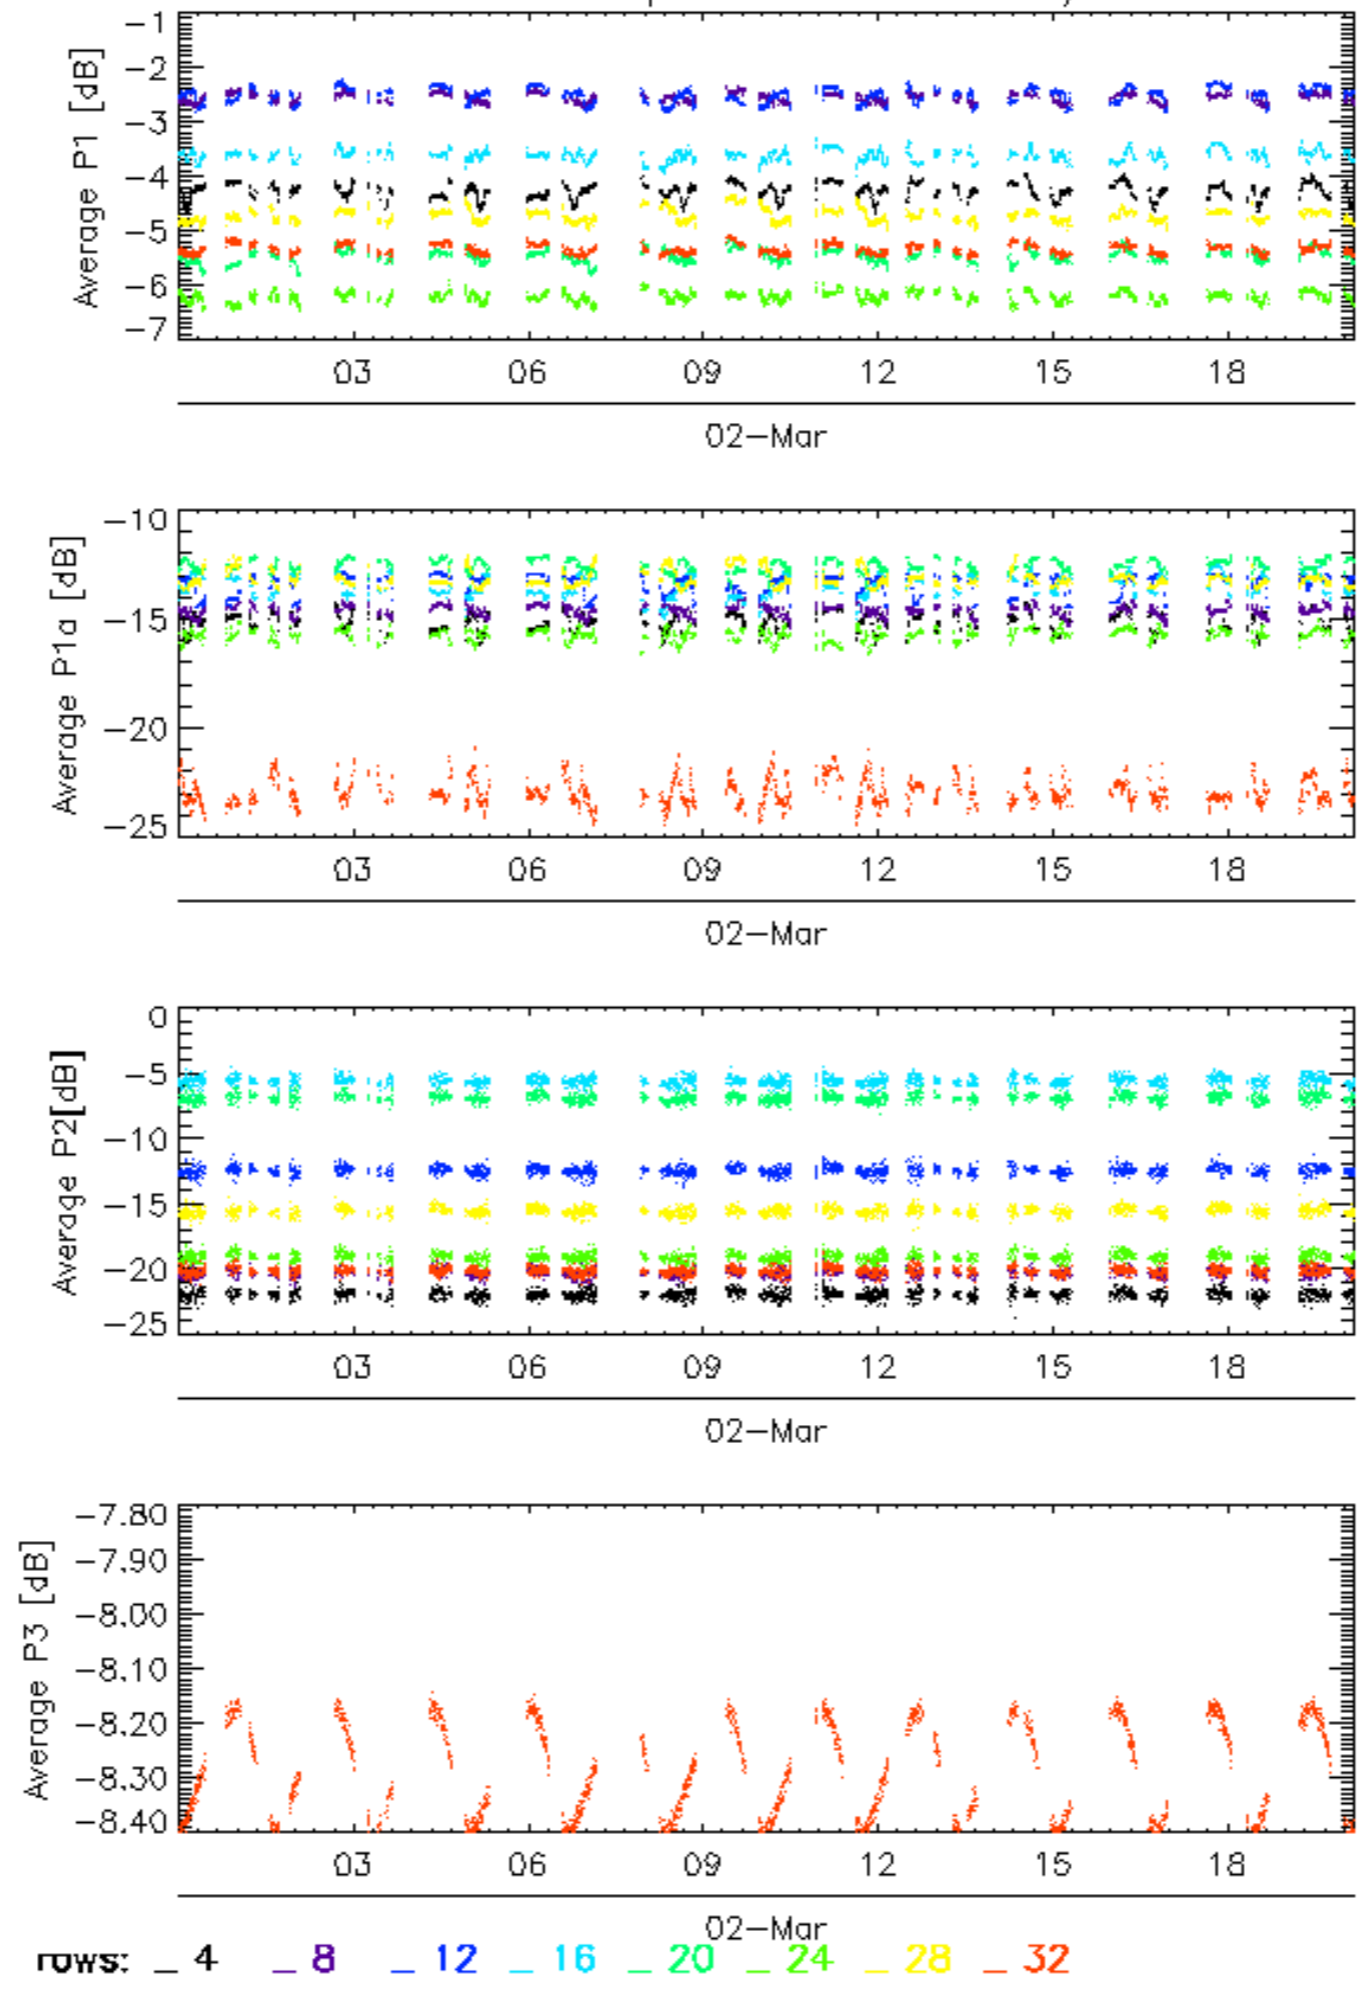 Average P1 [dB]
-1
-2
-3
-4
-5
-6
-7
03 06 09 12 15 18
02-Mar
Average P1a [dB]
-10
-15
-20
-25
03 06 09 12 15 18
02-Mar
Average P2[dB]
0
-5
-10
-15
-20
-25
03 06 09 12 15 18
02-Mar
Average P3 [dB]
-7.80
-7.90
-8.00
-8.10
-8.20
-8.30
-8.40
03 06 09 12 15 18
02-Mar
rows: _ 4 _ 8 _ 12 _ 16 _ 20 _ 24 _ 28 _ 32